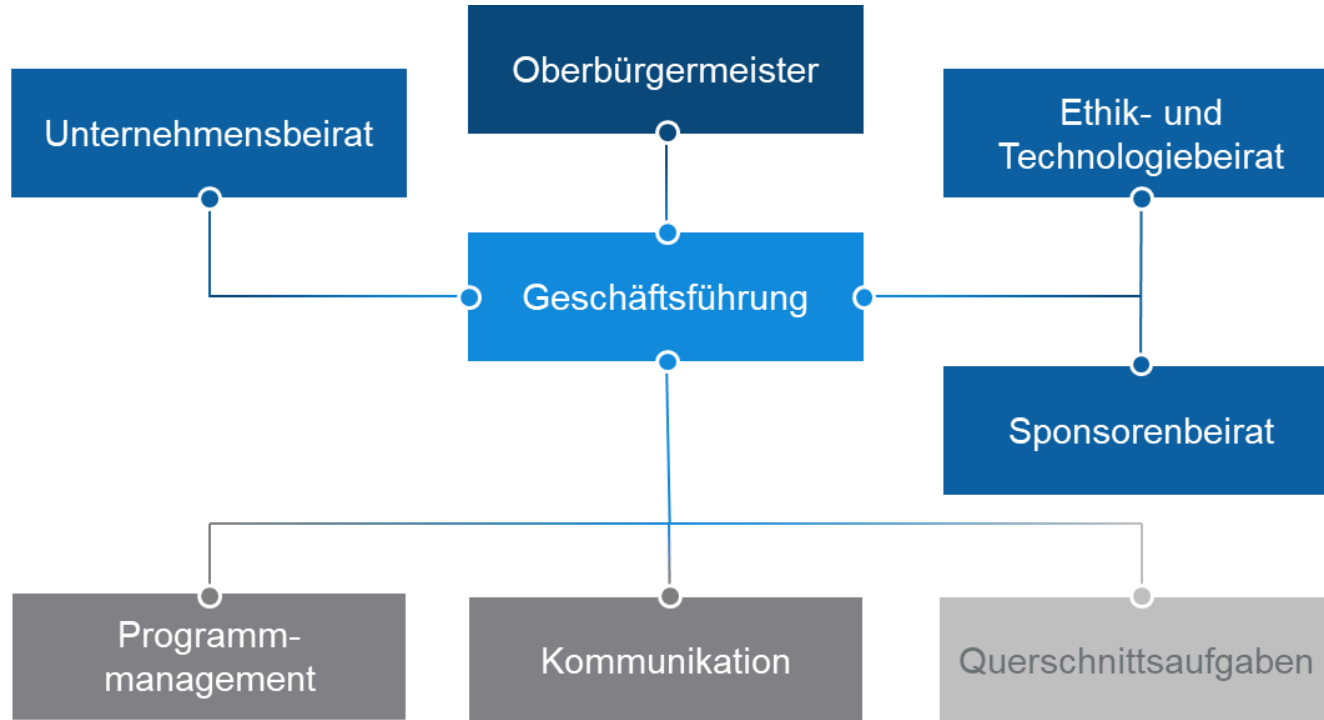 Oberbürgermeister
Unternehmensbeirat
Ethik- und
Technologiebeirat
Geschäftsführung
Sponsorenbeirat
Programm-
management
Kommunikation
Querschnittsaufgaben